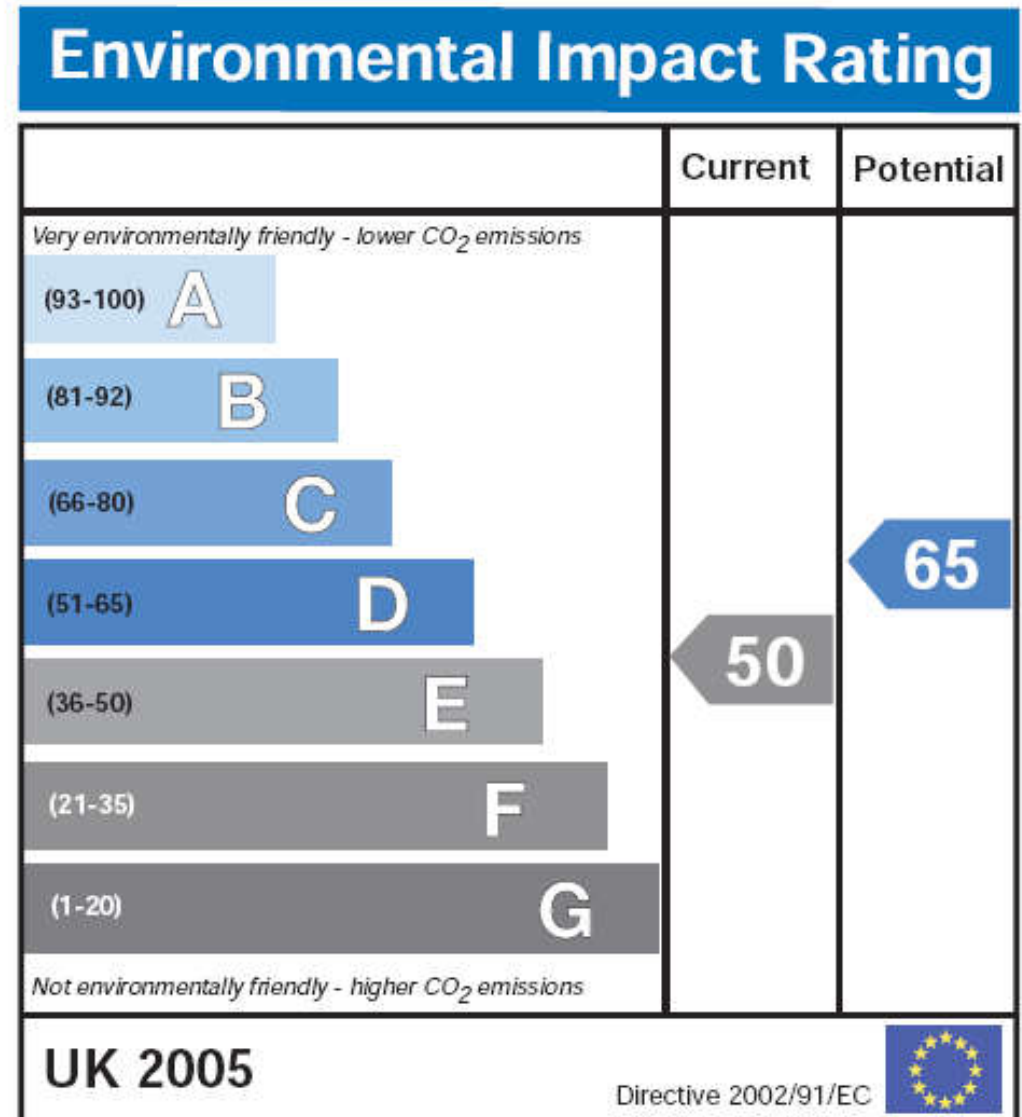 Environmental Impact Rating
Current Potential
Very environmentally friendly - lower CO₂ emissions
(93-100) A
(81-92) B
(66-80) C
(51-65) D
65
(36-50) E
50
(21-35) F
(1-20) G
Not environmentally friendly - higher CO₂ emissions
UK 2005
Directive 2002/91/EC